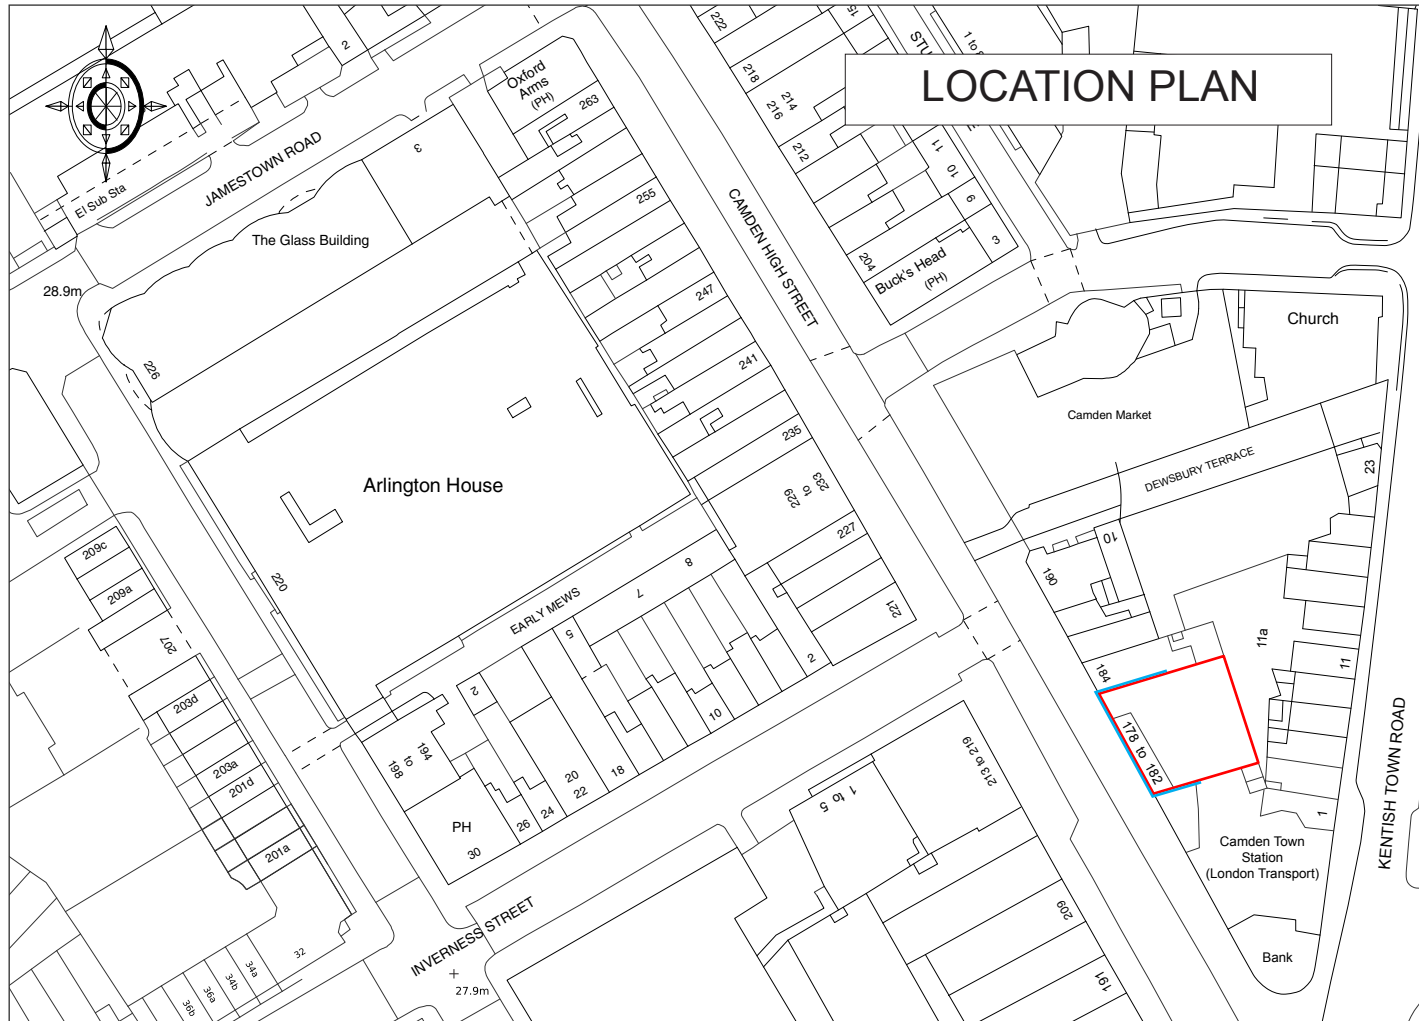 LOCATION PLAN
222
15
2
Oxford
Arms
(PH)
263
218
214
216
212
11
10
9
3
JAMESTOWN ROAD
El Sub Sta
3
255
CAMDEN HIGH STREET
204
Buck's Head
(PH)
The Glass Building
28.9m
247
Church
226
241
Camden Market
235
DEWSBURY TERRACE
23
Arlington House
229
to
233
227
10
190
209c
209a
207
220
EARLY MEWS
8
7
5
2
2
221
11a
11
184
178 to 182
203d
203a
201d
201a
198
to
194
10
18
20
22
24
26
PH
30
213 to 219
1 to 5
1
KENTISH TOWN ROAD
Camden Town
Station
(London Transport)
209
191
Bank
INVERNESS STREET
27.9m
32
34a
34b
36a
36b